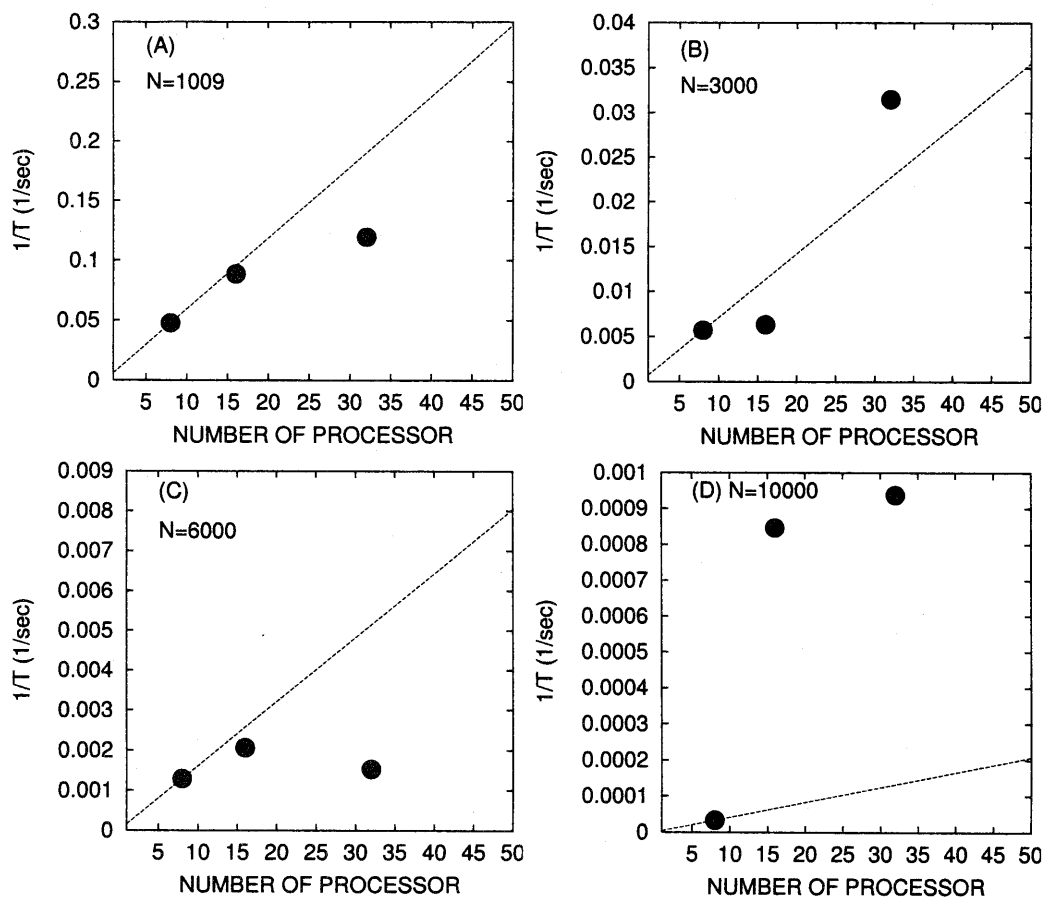 (A)
N=1009
0.3
0.25
0.2
0.15
0.1
0.05
0
1/T (1/sec)
5 10 15 20 25 30 35 40 45 50
NUMBER OF PROCESSOR
(B)
N=3000
0.04
0.035
0.03
0.025
0.02
0.015
0.01
0.005
0
1/T (1/sec)
5 10 15 20 25 30 35 40 45 50
NUMBER OF PROCESSOR
(C)
N=6000
0.009
0.008
0.007
0.006
0.005
0.004
0.003
0.002
0.001
0
1/T (1/sec)
5 10 15 20 25 30 35 40 45 50
NUMBER OF PROCESSOR
(D) N=10000
0.001
0.0009
0.0008
0.0007
0.0006
0.0005
0.0004
0.0003
0.0002
0.0001
0
1/T (1/sec)
5 10 15 20 25 30 35 40 45 50
NUMBER OF PROCESSOR